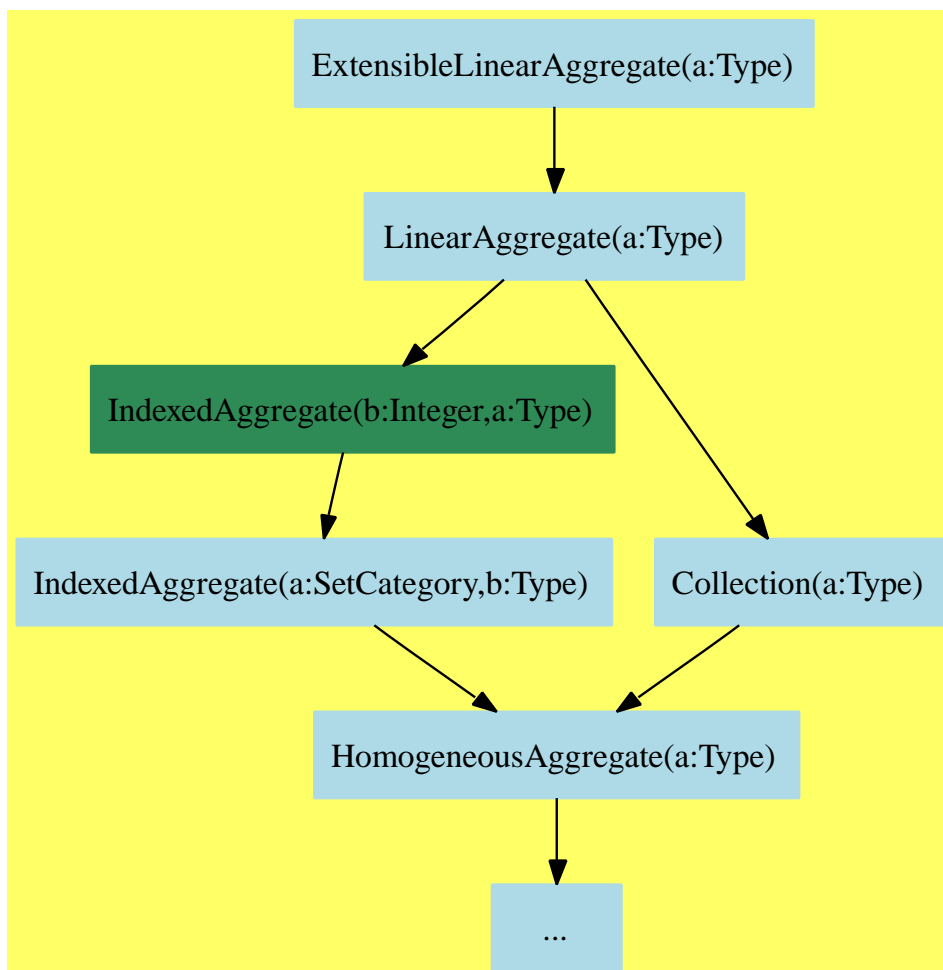 ExtensibleLinearAggregate(a:Type)
LinearAggregate(a:Type)
IndexedAggregate(b:Integer,a:Type)
IndexedAggregate(a:SetCategory,b:Type)
Collection(a:Type)
HomogeneousAggregate(a:Type)
...